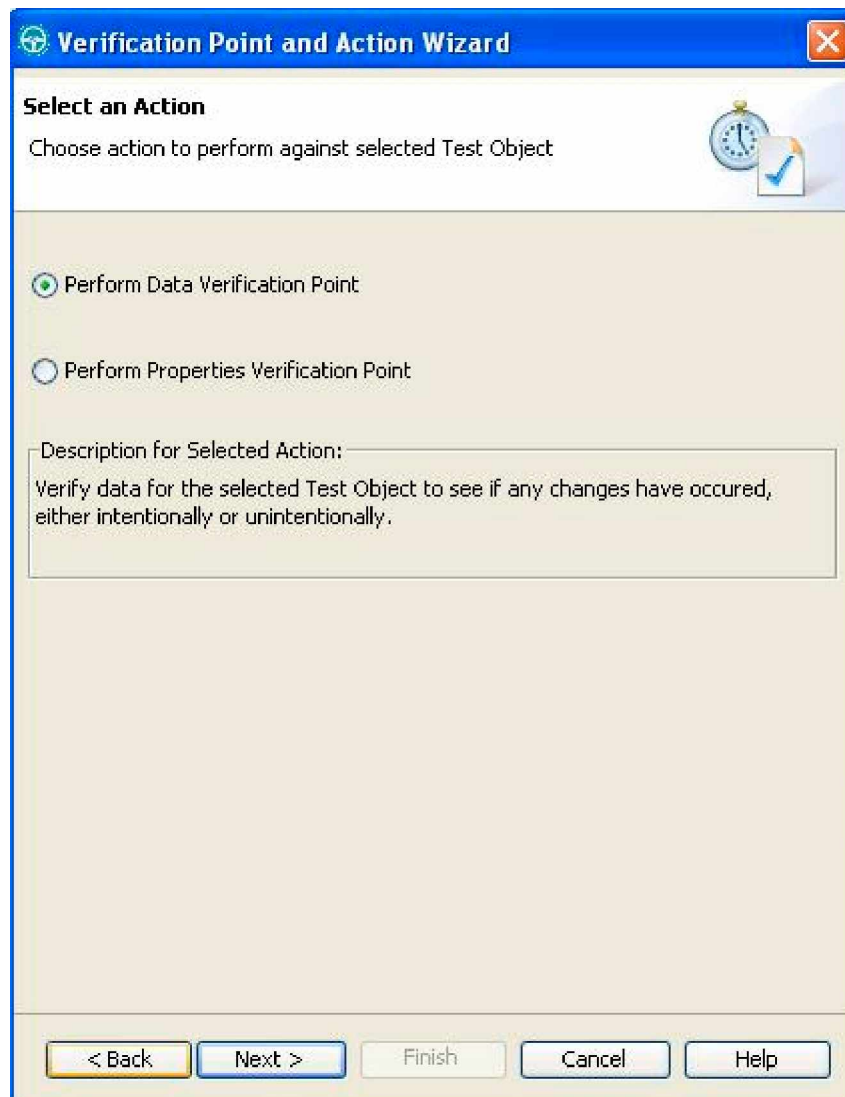 Verification Point and Action Wizard
Select an Action
Choose action to perform against selected Test Object
Perform Data Verification Point
Perform Properties Verification Point
Description for Selected Action:
Verify data for the selected Test Object to see if any changes have occured,
either intentionally or unintentionally.
< Back Next > Finish Cancel Help